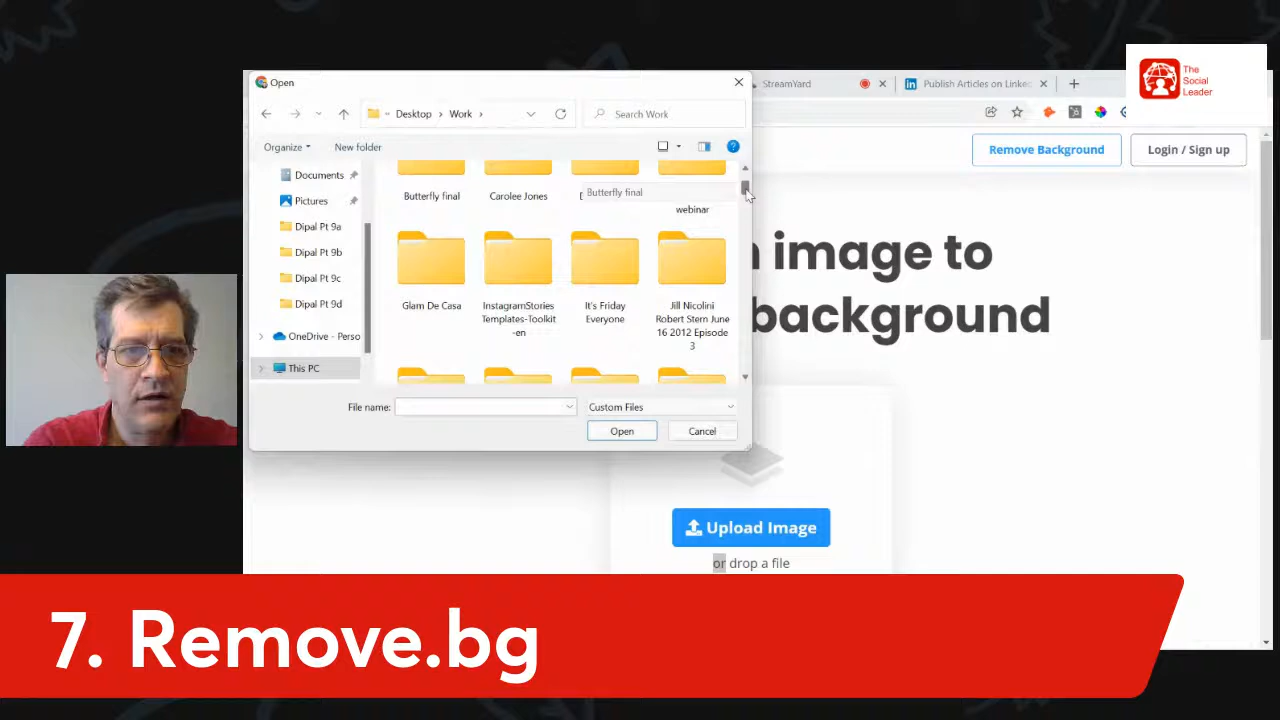 Open
StreamYard
Publish Articles on Linke
The
Social
Leader
Desktop
Work
Search Work
Organize
New folder
Remove Background
Login / Sign up
Documents
Pictures
Dipal Pt 9a
Dipal Pt 9b
Dipal Pt 9c
Dipal Pt 9d
OneDrive - Perso
This PC
Butterfly final
Carolee Jones
Butterfly final
webinar
Glam De Casa
InstagramStories
Templates-Toolkit
-en
It's Friday
Everyone
Jill Nicolini
Robert Stern June
16 2012 Episode
3
File name:
Custom Files
Open
Cancel
image to
background
Upload Image
or drop a file
7. Remove.bg